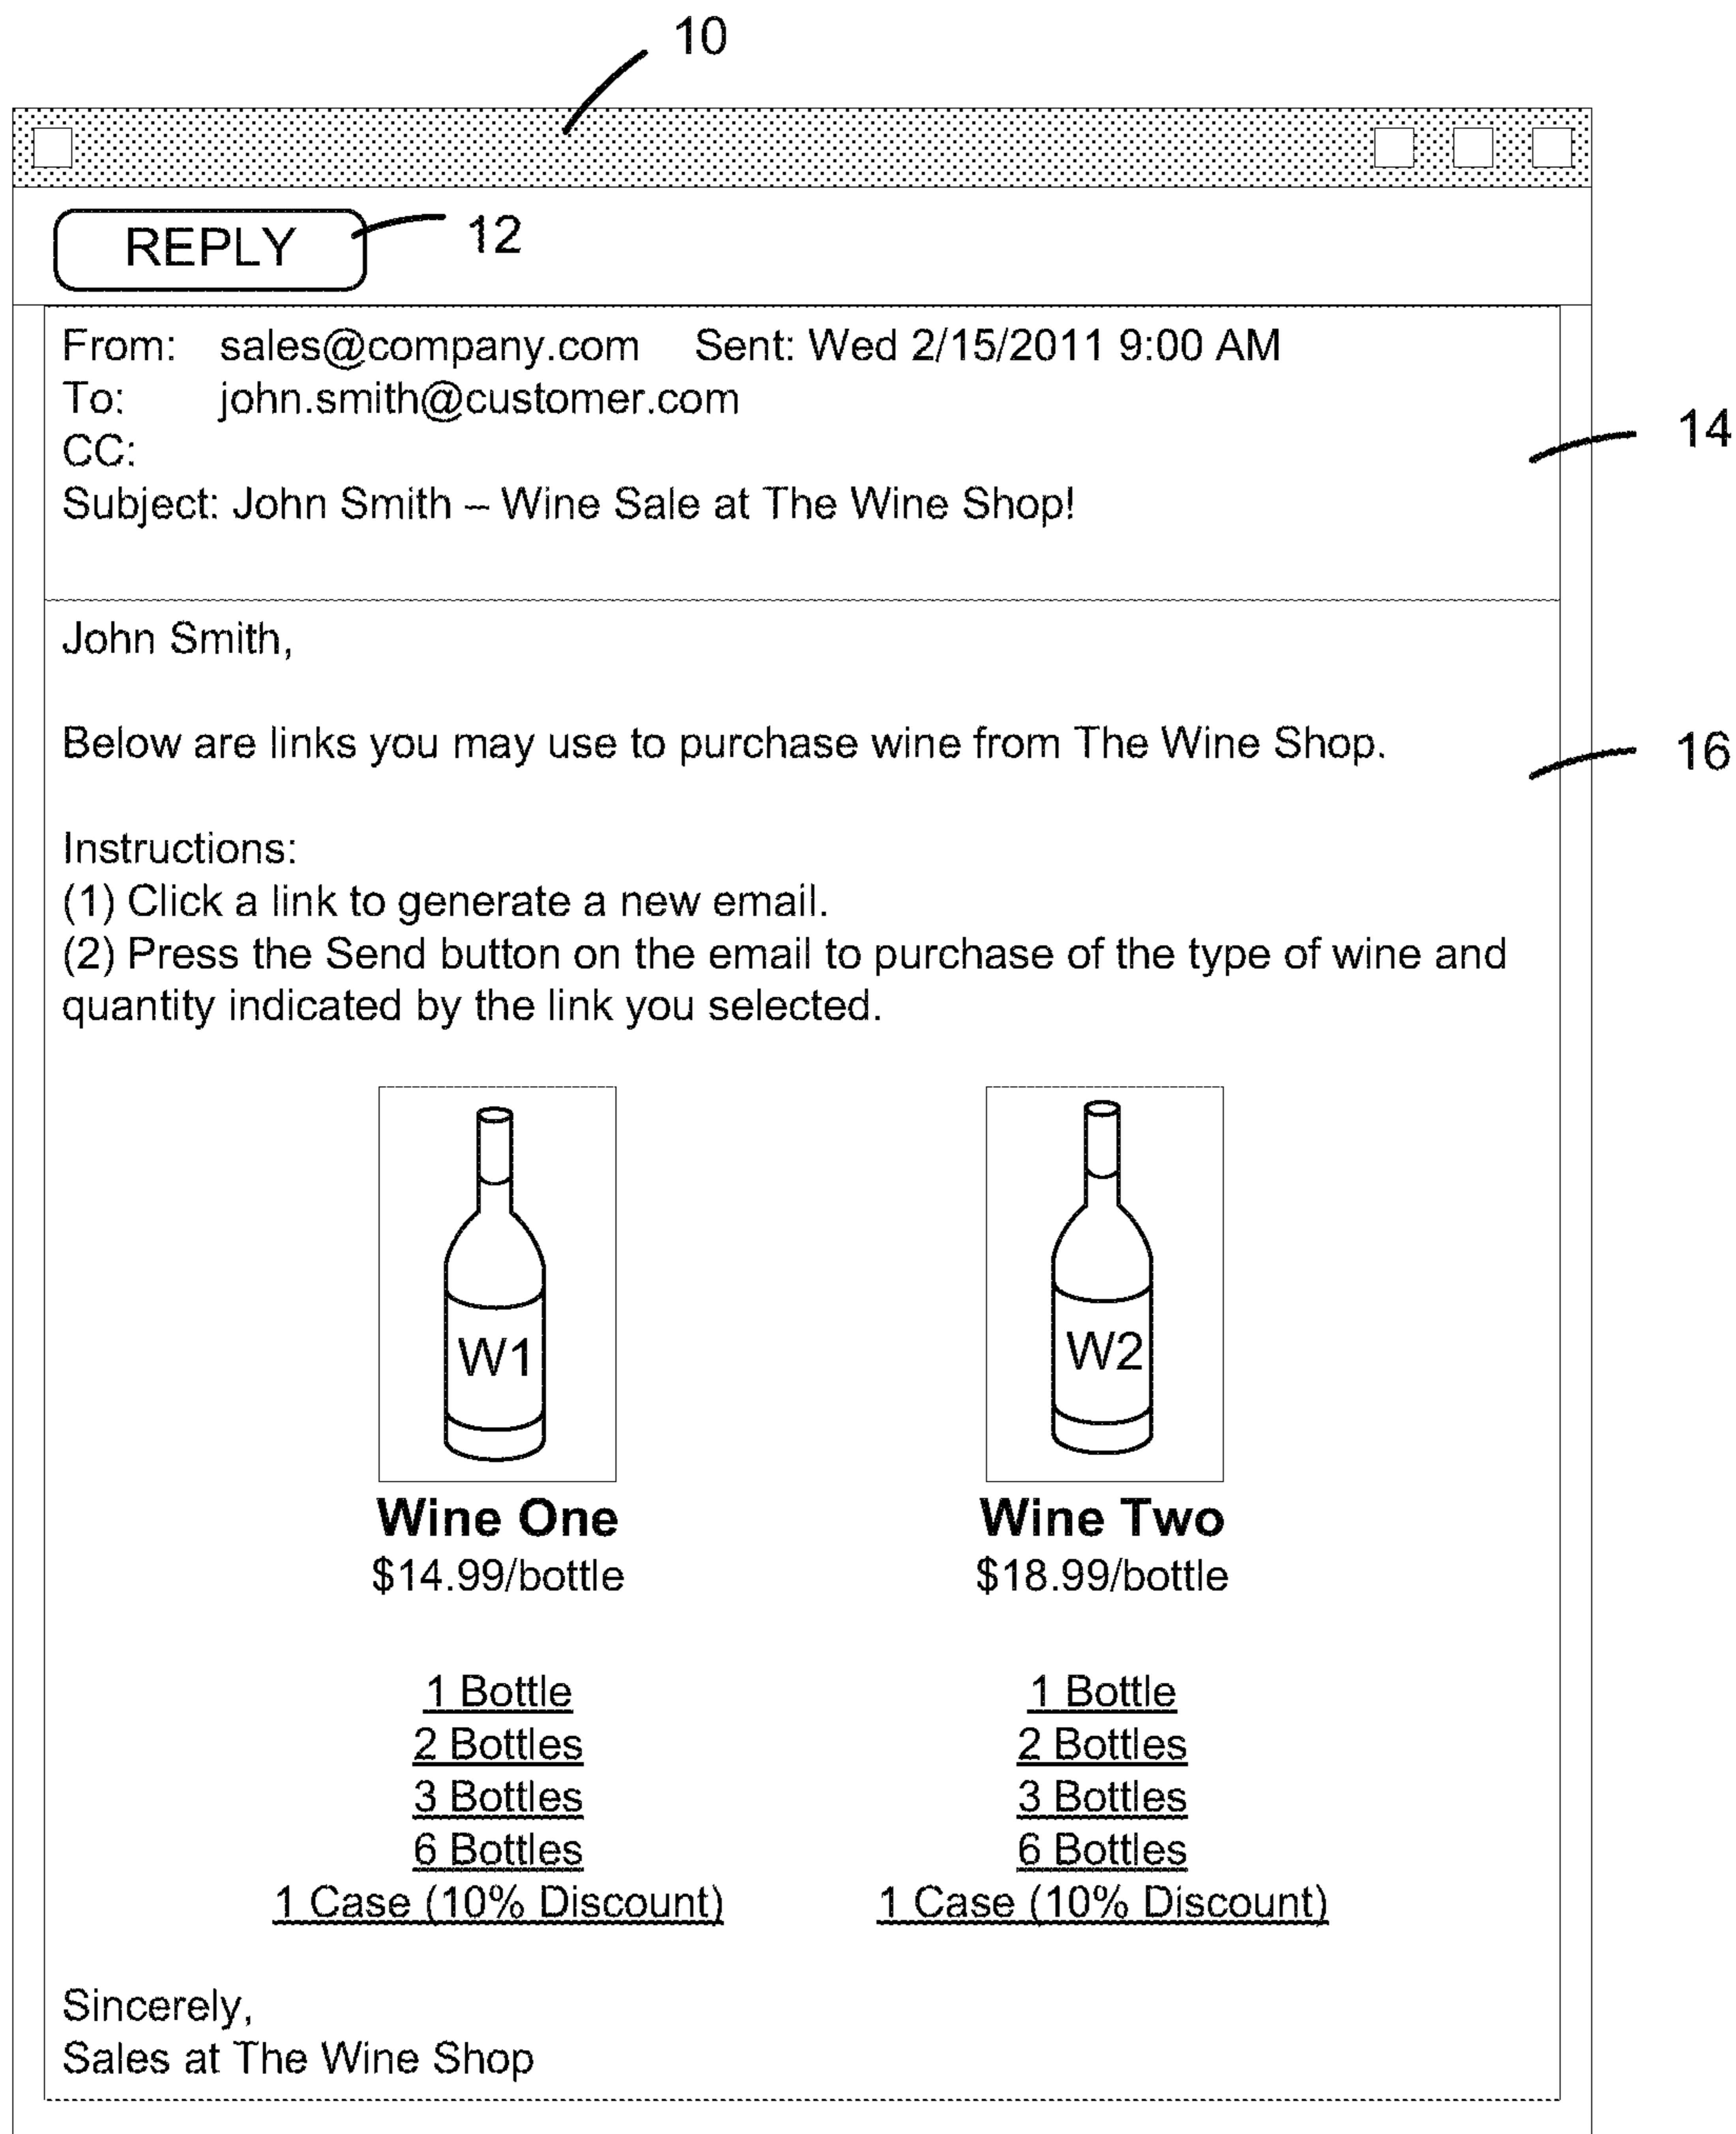 10
REPLY
12
From: sales@company.com Sent: Wed 2/15/2011 9:00 AM
To: john.smith@customer.com
14
CC:
Subject: John Smith – Wine Sale at The Wine Shop!
John Smith,
Below are links you may use to purchase wine from The Wine Shop.
16
Instructions:
(1) Click a link to generate a new email.
(2) Press the Send button on the email to purchase of the type of wine and
quantity indicated by the link you selected.
W1
W2
Wine One
$14.99/bottle
1 Bottle
2 Bottles
3 Bottles
6 Bottles
1 Case (10% Discount)
Wine Two
$18.99/bottle
1 Bottle
2 Bottles
3 Bottles
6 Bottles
1 Case (10% Discount)
Sincerely,
Sales at The Wine Shop